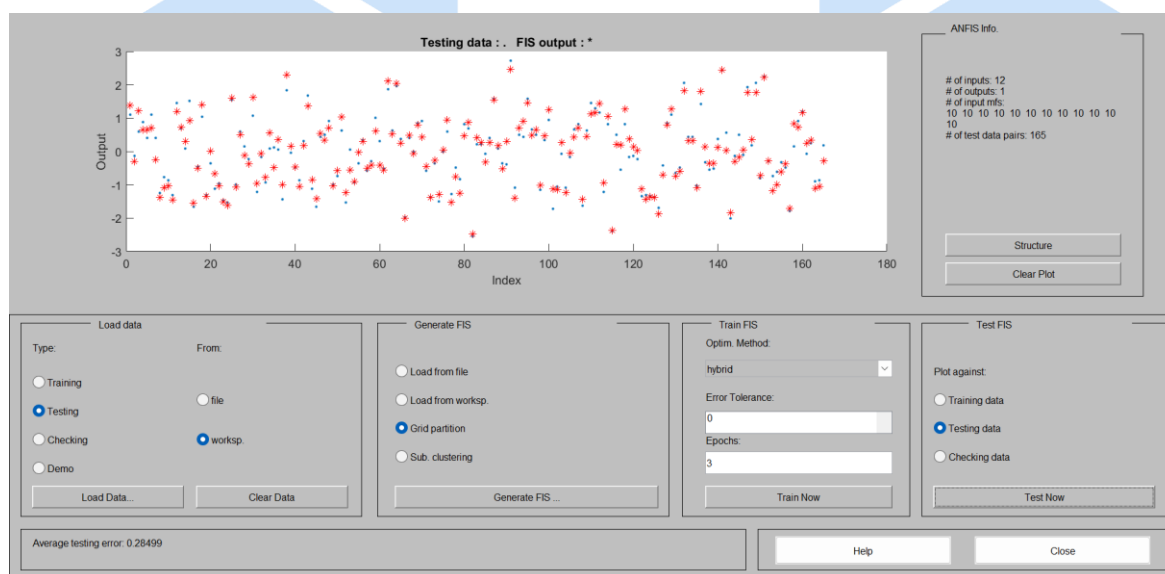 Testing data : .   FIS output : *
3
2
1
0
-1
-2
-3
Output
0
20
40
60
80
100
120
140
160
180
Index
ANFIS Info.
# of inputs: 12
# of outputs: 1
# of input mfs:
10 10 10 10 10 10 10 10 10 10 10
10
# of test data pairs: 165
Structure
Clear Plot
Load data
Type:
From:
Training
Testing
Checking
Demo
file
worksp.
Load Data...
Clear Data
Generate FIS
Load from file
Load from worksp.
Grid partition
Sub. clustering
Generate FIS ...
Train FIS
Optim. Method:
hybrid
Error Tolerance:
0
Epochs:
3
Train Now
Test FIS
Plot against:
Training data
Testing data
Checking data
Test Now
Average testing error: 0.28499
Help
Close